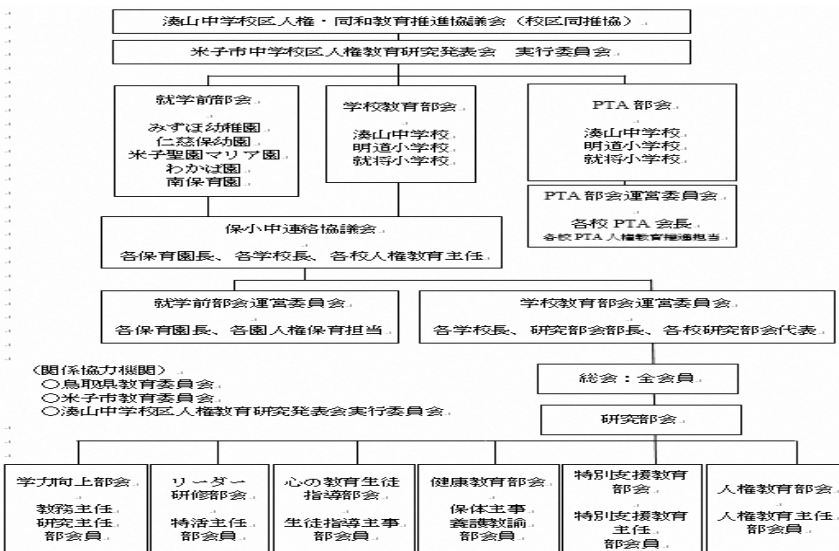 湊山中学校区人権・同和教育推進協議会（校区同推協）
米子市中学校区人権教育研究発表会　実行委員会
就学前部会
みずほ幼稚園
仁慈保幼園
米子聖園マリア園
わかば園
南保育園
学校教育部会
湊山中学校
明道小学校
就将小学校
PTA 部会
湊山中学校
明道小学校
就将小学校
PTA 部会運営委員会
各校 PTA 会長
各校 PTA 人権教育推進担当
保小中連絡協議会
各保育園長、各学校長、各校人権教育主任
就学前部会運営委員会
各保育園長、各園人権保育担当
学校教育部会運営委員会
各学校長、研究部会部長、各校研究部会代表
（関係協力機関）
○鳥取県教育委員会
○米子市教育委員会
○湊山中学校区人権教育研究発表会実行委員会
総会：全会員
研究部会
学力向上部会
教務主任
研究主任
部会員
リーダー
研修部会
特活主任
部会員
心の教育生徒
指導部会
生徒指導主事
部会員
健康教育部会
保体主事
養護教諭
部会員
特別支援教育
部会
特別支援教育
主任
部会員
人権教育部会
人権教育主任
部会員